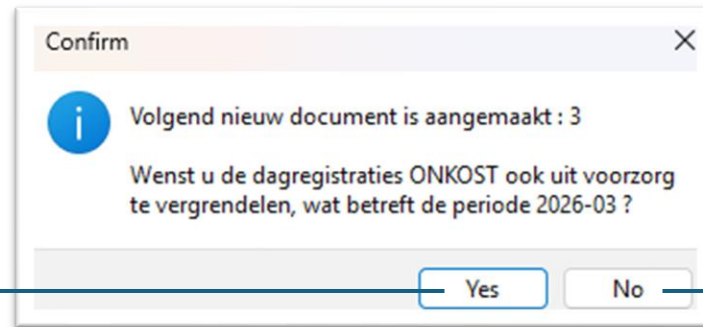 Confirm
Volgend nieuw document is aangemaakt : 3
Wenst u de dagregistraties ONKOST ook uit voorzorg
te vergrendelen, wat betreft de periode 2026-03 ?
Yes No